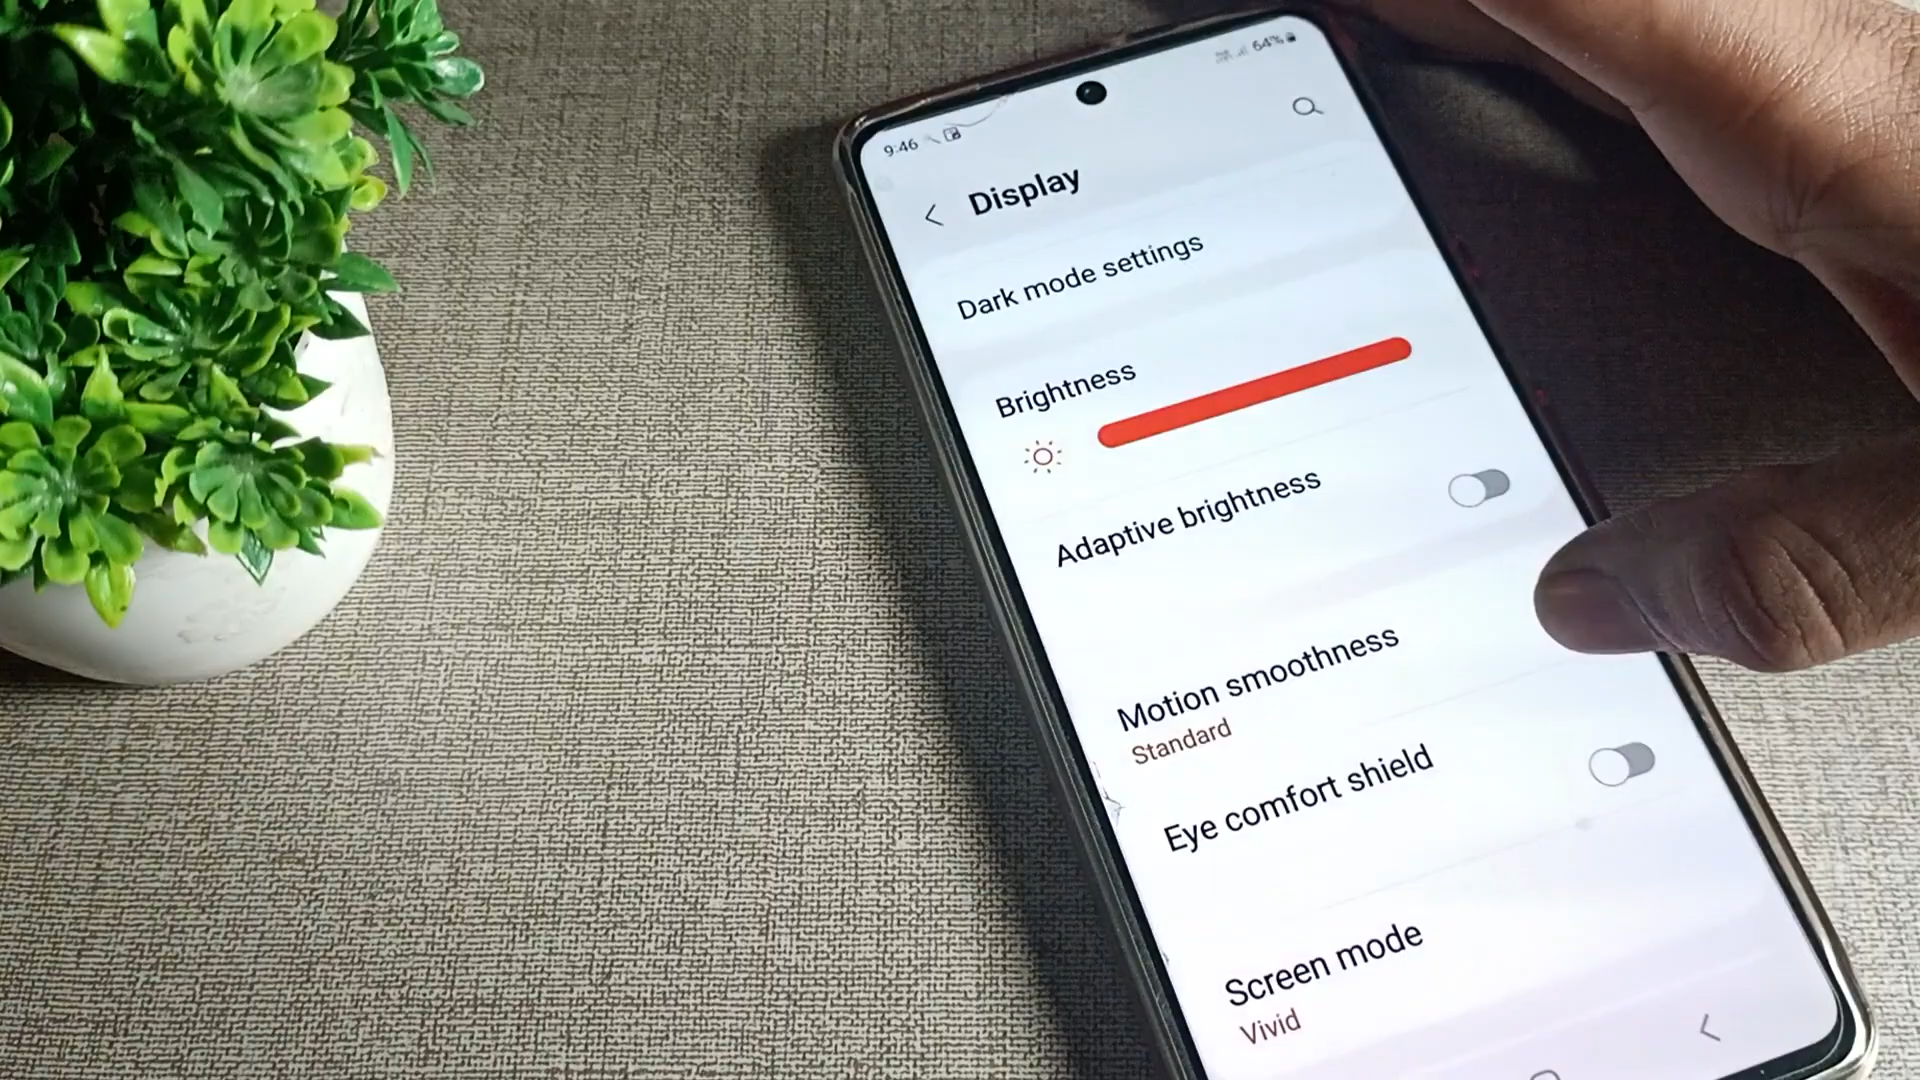 9:46
64%
Display
Dark mode settings
Brightness
Adaptive brightness
Motion smoothness
Standard
Eye comfort shield
Screen mode
Vivid